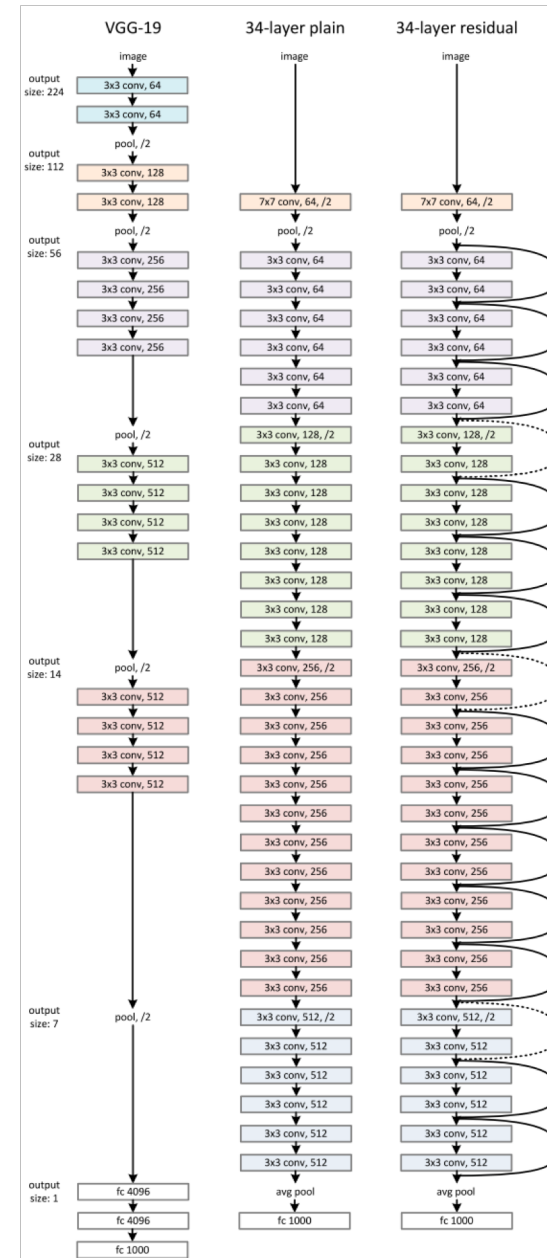 VGG-19
image
output
size: 224
3x3 conv, 64
3x3 conv, 64
pool, /2
output
size: 112
3x3 conv, 128
3x3 conv, 128
pool, /2
output
size: 56
3x3 conv, 256
3x3 conv, 256
3x3 conv, 256
3x3 conv, 256
pool, /2
output
size: 28
3x3 conv, 512
3x3 conv, 512
3x3 conv, 512
3x3 conv, 512
pool, /2
output
size: 14
3x3 conv, 512
3x3 conv, 512
3x3 conv, 512
3x3 conv, 512
pool, /2
output
size: 7
output
size: 1
fc 4096
fc 4096
fc 1000
34-layer plain
image
7x7 conv, 64, /2
pool, /2
3x3 conv, 64
3x3 conv, 64
3x3 conv, 64
3x3 conv, 64
3x3 conv, 64
3x3 conv, 64
3x3 conv, 128, /2
3x3 conv, 128
3x3 conv, 128
3x3 conv, 128
3x3 conv, 128
3x3 conv, 128
3x3 conv, 128
3x3 conv, 128
3x3 conv, 256, /2
3x3 conv, 256
3x3 conv, 256
3x3 conv, 256
3x3 conv, 256
3x3 conv, 256
3x3 conv, 256
3x3 conv, 256
3x3 conv, 256
3x3 conv, 256
3x3 conv, 256
3x3 conv, 256
3x3 conv, 512, /2
3x3 conv, 512
3x3 conv, 512
3x3 conv, 512
3x3 conv, 512
3x3 conv, 512
avg pool
fc 1000
34-layer residual
image
7x7 conv, 64, /2
pool, /2
3x3 conv, 64
3x3 conv, 64
3x3 conv, 64
3x3 conv, 64
3x3 conv, 64
3x3 conv, 64
3x3 conv, 128, /2
3x3 conv, 128
3x3 conv, 128
3x3 conv, 128
3x3 conv, 128
3x3 conv, 128
3x3 conv, 128
3x3 conv, 128
3x3 conv, 256, /2
3x3 conv, 256
3x3 conv, 256
3x3 conv, 256
3x3 conv, 256
3x3 conv, 256
3x3 conv, 256
3x3 conv, 256
3x3 conv, 256
3x3 conv, 256
3x3 conv, 256
3x3 conv, 256
3x3 conv, 512, /2
3x3 conv, 512
3x3 conv, 512
3x3 conv, 512
3x3 conv, 512
3x3 conv, 512
avg pool
fc 1000